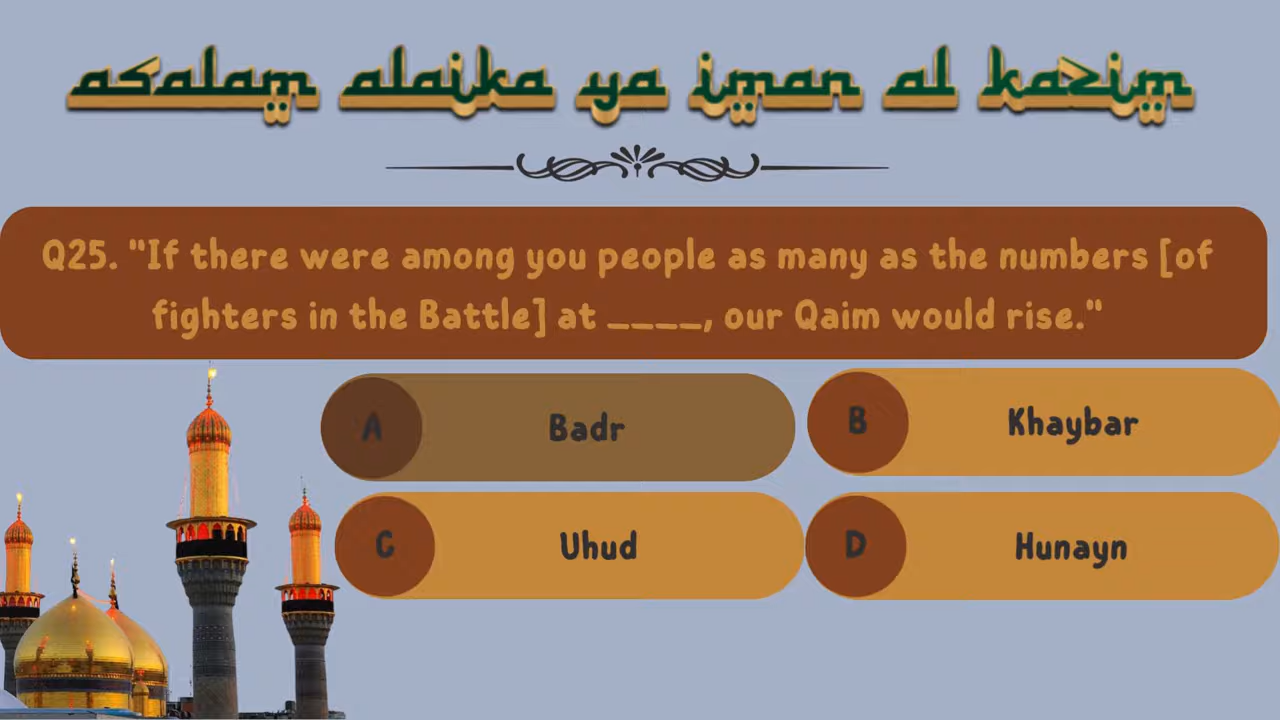 asalam alaika ya imam al kazim
Q25. "If there were among you people as many as the numbers [of
fighters in the Battle] at ____, our Qaim would rise."
A Badr
B Khaybar
C Uhud
D Hunayn